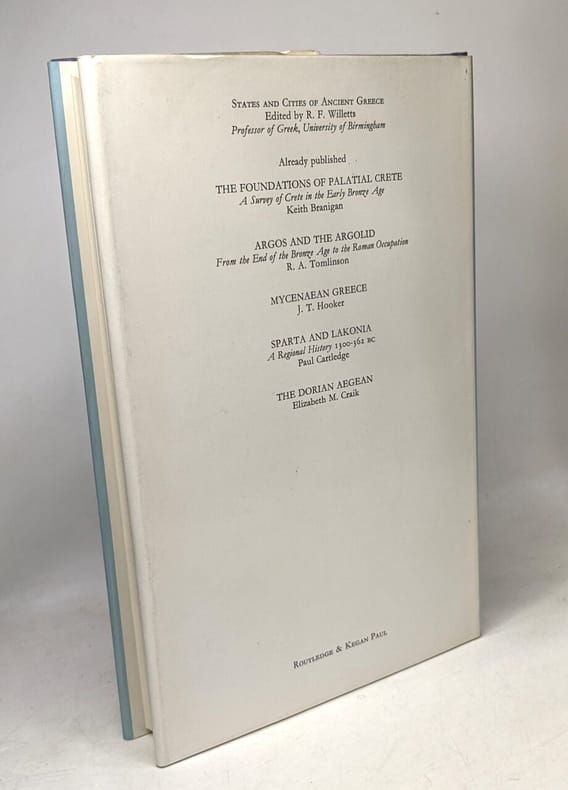 States and Cities of Ancient Greece
Edited by R. F. Willetts
Professor of Greek, University of Birmingham
Already published
THE FOUNDATIONS OF PALATIAL CRETE
A Survey of Crete in the Early Bronze Age
Keith Branigan
ARGOS AND THE ARGOLID
From the End of the Bronze Age to the Roman Occupation
R. A. Tomlinson
MYCENAEAN GREECE
J. T. Hooker
SPARTA AND LAKONIA
A Regional History 1300-362 BC
Paul Cartledge
THE DORIAN AEGEAN
Elizabeth M. Craik
Routledge & Kegan Paul